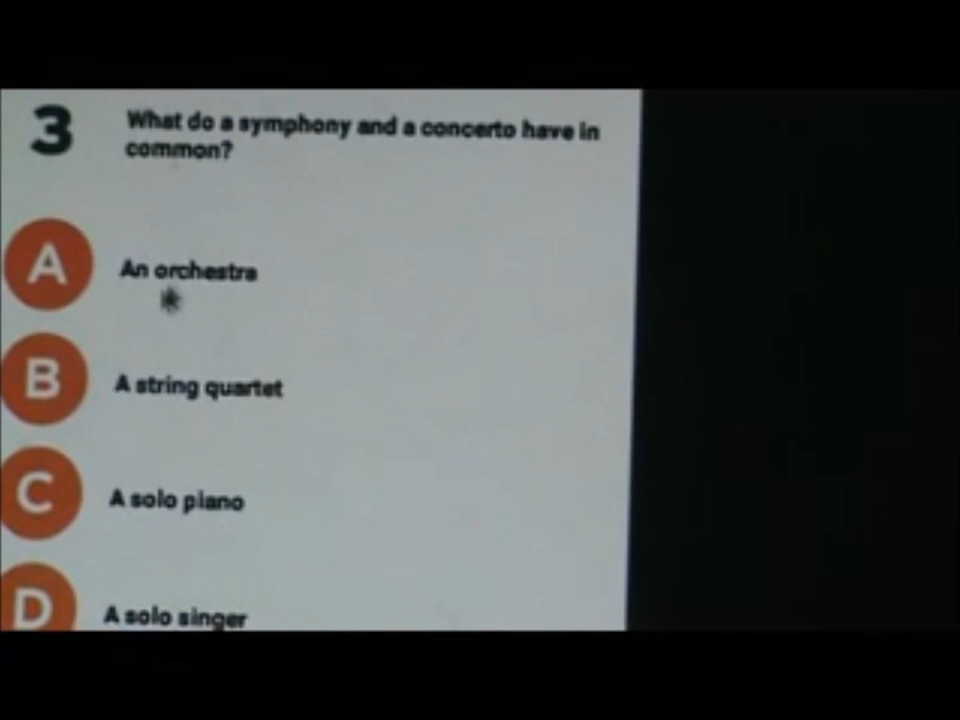 3
What do a symphony and a concerto have in
common?
A
An orchestra
B
A string quartet
C
A solo piano
D
A solo singer